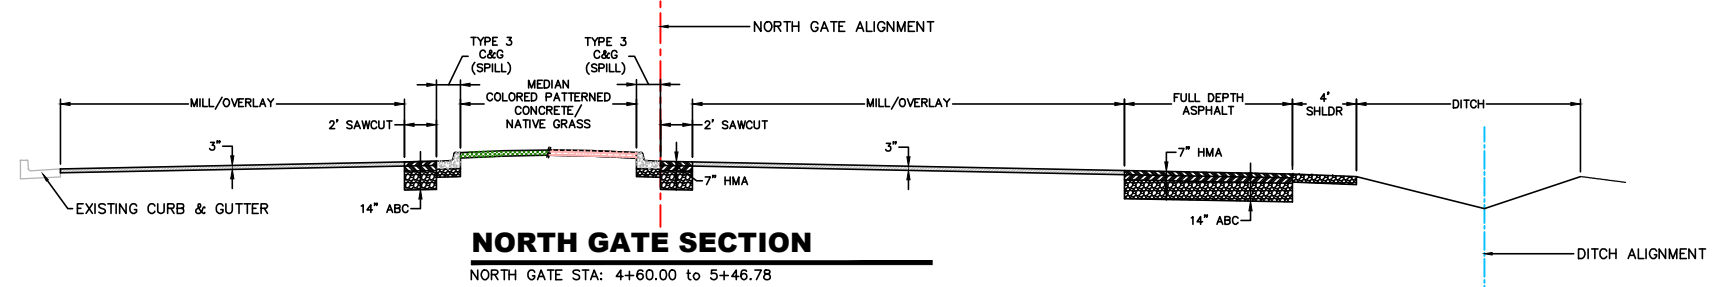 NORTH GATE ALIGNMENT
TYPE 3
C&G
(SPILL)
TYPE 3
C&G
(SPILL)
MILL/OVERLAY
MEDIAN
COLORED PATTERNED
CONCRETE/
NATIVE GRASS
MILL/OVERLAY
FULL DEPTH
ASPHALT
4'
SHLDR
DITCH
2' SAWCUT
2' SAWCUT
3"
3"
7" HMA
7" HMA
EXISTING CURB & GUTTER
14" ABC
14" ABC
NORTH GATE SECTION
NORTH GATE STA: 4+60.00 to 5+46.78
DITCH ALIGNMENT